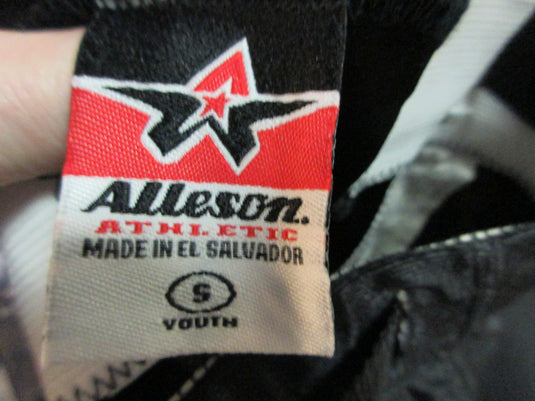 Alleson.
ATHLETIC
MADE IN EL SALVADOR
S
YOUTH